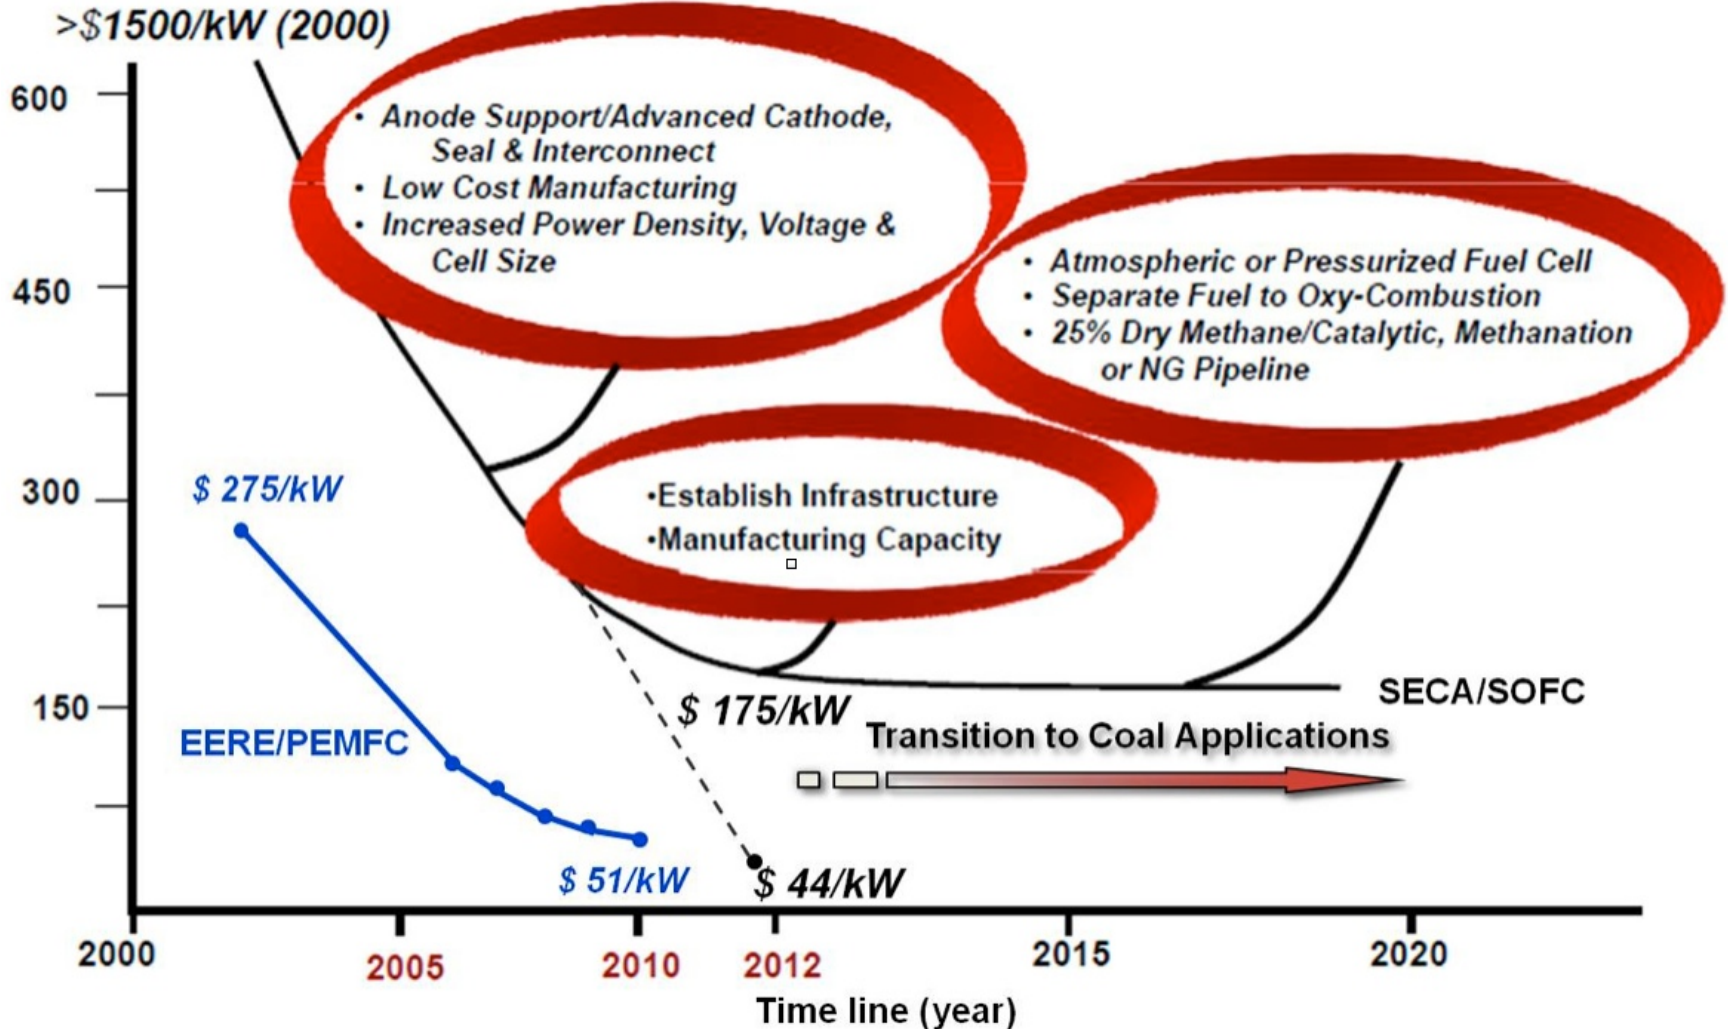 >$1500/kW (2000)
600
450
300
150
• Anode Support/Advanced Cathode,
Seal & Interconnect
• Low Cost Manufacturing
• Increased Power Density, Voltage &
Cell Size
• Atmospheric or Pressurized Fuel Cell
• Separate Fuel to Oxy-Combustion
• 25% Dry Methane/Catalytic, Methanation
or NG Pipeline
•Establish Infrastructure
•Manufacturing Capacity
$ 275/kW
EERE/PEMFC
$ 51/kW
$ 175/kW
SECA/SOFC
Transition to Coal Applications
$ 44/kW
2000
2005
2010
2012
2015
2020
Time line (year)